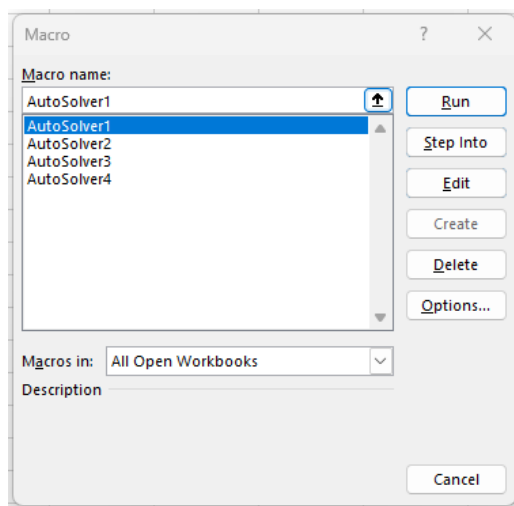 Macro ?
Macro name:
AutoSolver1
Run
AutoSolver1
AutoSolver2
AutoSolver3
AutoSolver4
Step Into
Edit
Create
Delete
Options...
Macros in: All Open Workbooks
Description
Cancel